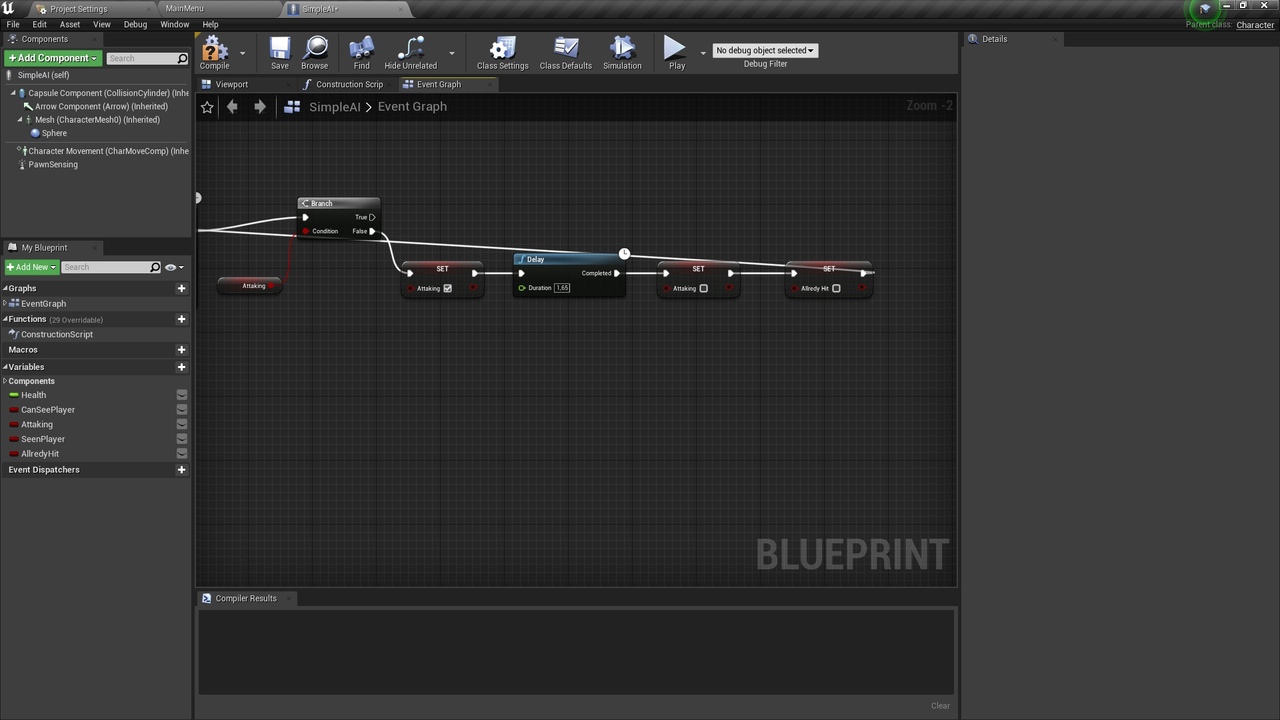 Project Settings
MainMenu
SimpleAI*
File Edit Asset View Debug Window Help
Parent class: Character
Components
Details
+ Add Component
Search
Compile
Save
Browse
Find
Hide Unrelated
Class Settings
Class Defaults
Simulation
Play
No debug object selected
Debug Filter
SimpleAI (self)
Viewport
Construction Scrip
Event Graph
Capsule Component (CollisionCylinder) (Inhe
Arrow Component (Arrow) (Inherited)
Mesh (CharacterMesh0) (Inherited)
Sphere
Character Movement (CharMoveComp) (Inhe
PawnSensing
SimpleAI > Event Graph
Zoom -2
Branch
True
Condition False
Attaking
SET
Attaking
Delay
Completed
Duration 1,65
SET
Attaking
SET
Allredy Hit
BLUEPRINT
My Blueprint
+ Add New
Search
Graphs
EventGraph
Functions (29 Overridable)
ConstructionScript
Macros
Variables
Components
Health
CanSeePlayer
Attaking
SeenPlayer
AllredyHit
Event Dispatchers
Compiler Results
Clear